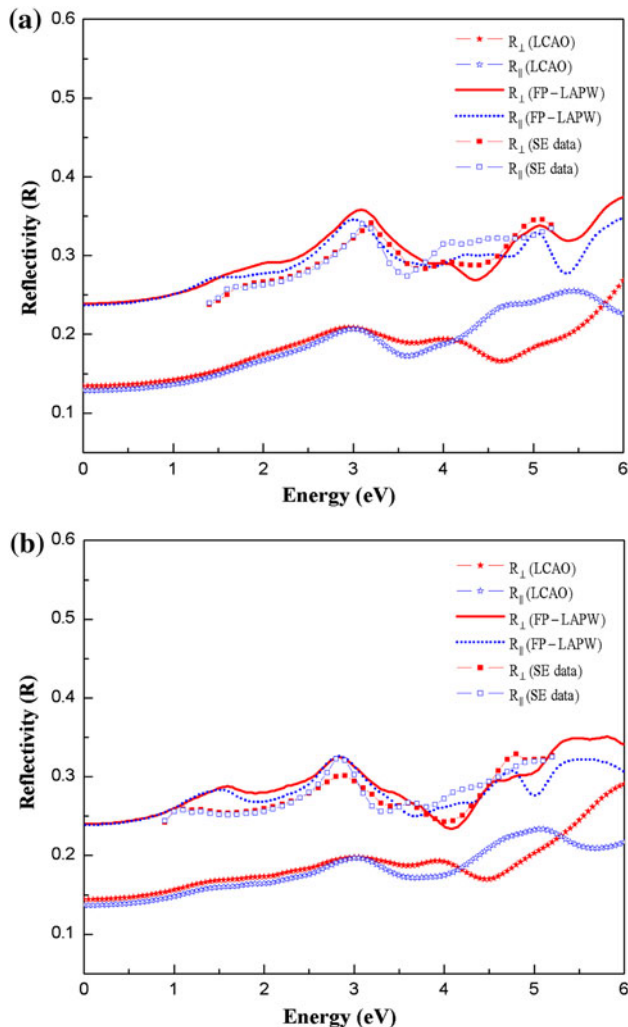 (a)
0.6
0.5
0.4
0.3
0.2
0.1
Reflectivity (R)
R⊥ (LCAO)
R∥ (LCAO)
R⊥ (FP−LAPW)
R∥ (FP−LAPW)
R⊥ (SE data)
R∥ (SE data)
0 1 2 3 4 5 6
Energy (eV)
(b)
0.6
0.5
0.4
0.3
0.2
0.1
Reflectivity (R)
R⊥ (LCAO)
R∥ (LCAO)
R⊥ (FP−LAPW)
R∥ (FP−LAPW)
R⊥ (SE data)
R∥ (SE data)
0 1 2 3 4 5 6
Energy (eV)